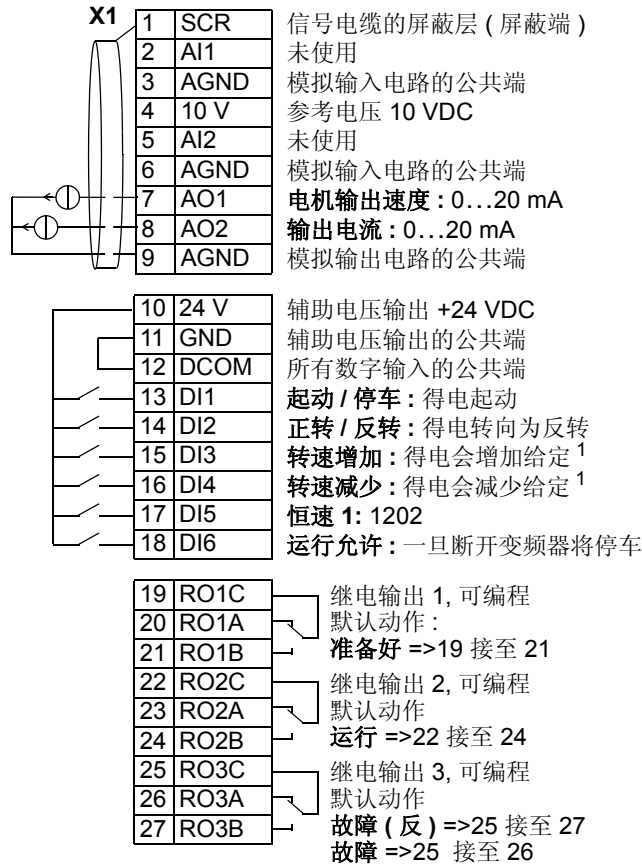 X1
1 SCR 信号电缆的屏蔽层 ( 屏蔽端 )
2 AI1 未使用
3 AGND 模拟输入电路的公共端
4 10 V 参考电压 10 VDC
5 AI2 未使用
6 AGND 模拟输入电路的公共端
7 AO1 电机输出速度 : 0…20 mA
8 AO2 输出电流 : 0…20 mA
9 AGND 模拟输出电路的公共端
10 24 V 辅助电压输出 +24 VDC
11 GND 辅助电压输出的公共端
12 DCOM 所有数字输入的公共端
13 DI1 起动 / 停车 : 得电起动
14 DI2 正转 / 反转 : 得电转向为反转
15 DI3 转速增加 : 得电会增加给定 1
16 DI4 转速减少 : 得电会减少给定 1
17 DI5 恒速 1: 1202
18 DI6 运行允许 : 一旦断开变频器将停车
19 RO1C 继电输出 1, 可编程
20 RO1A 默认动作 :
21 RO1B 准备好 =>19 接至 21
22 RO2C 继电输出 2, 可编程
23 RO2A 默认动作
24 RO2B 运行 =>22 接至 24
25 RO3C 继电输出 3, 可编程
26 RO3A 默认动作
27 RO3B 故障 ( 反 ) =>25 接至 27
故障 =>25 接至 26